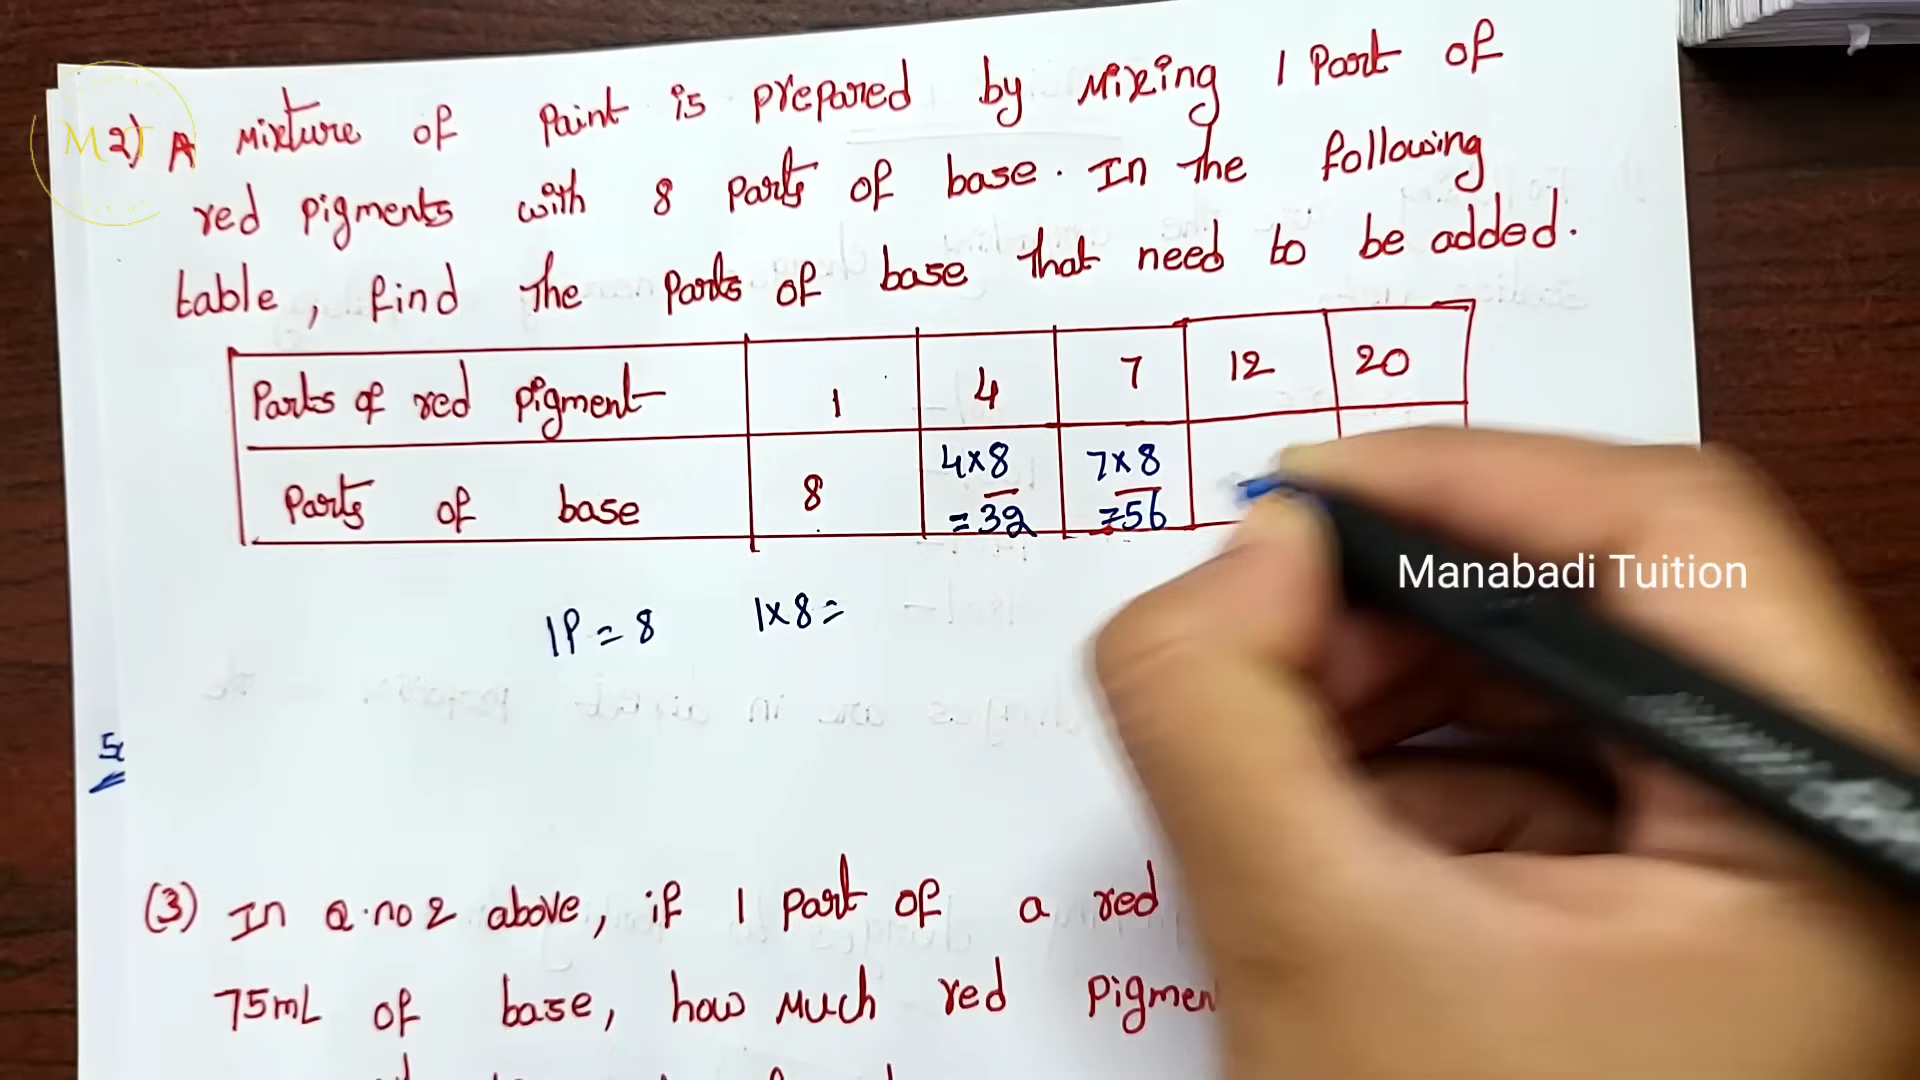 MT
2) A mixture of paint is prepared by mixing 1 part of
red pigments with 8 parts of base. In the following
table, find the parts of base that need to be added.
Parts of red pigment 1 4 7 12 20
Parts of base 8 4x8 =32 7x8 =56
Manabadi Tuition
1P = 8 1x8 =
(3) In Q.no 2 above, if 1 part of a red
75mL of base, how much red